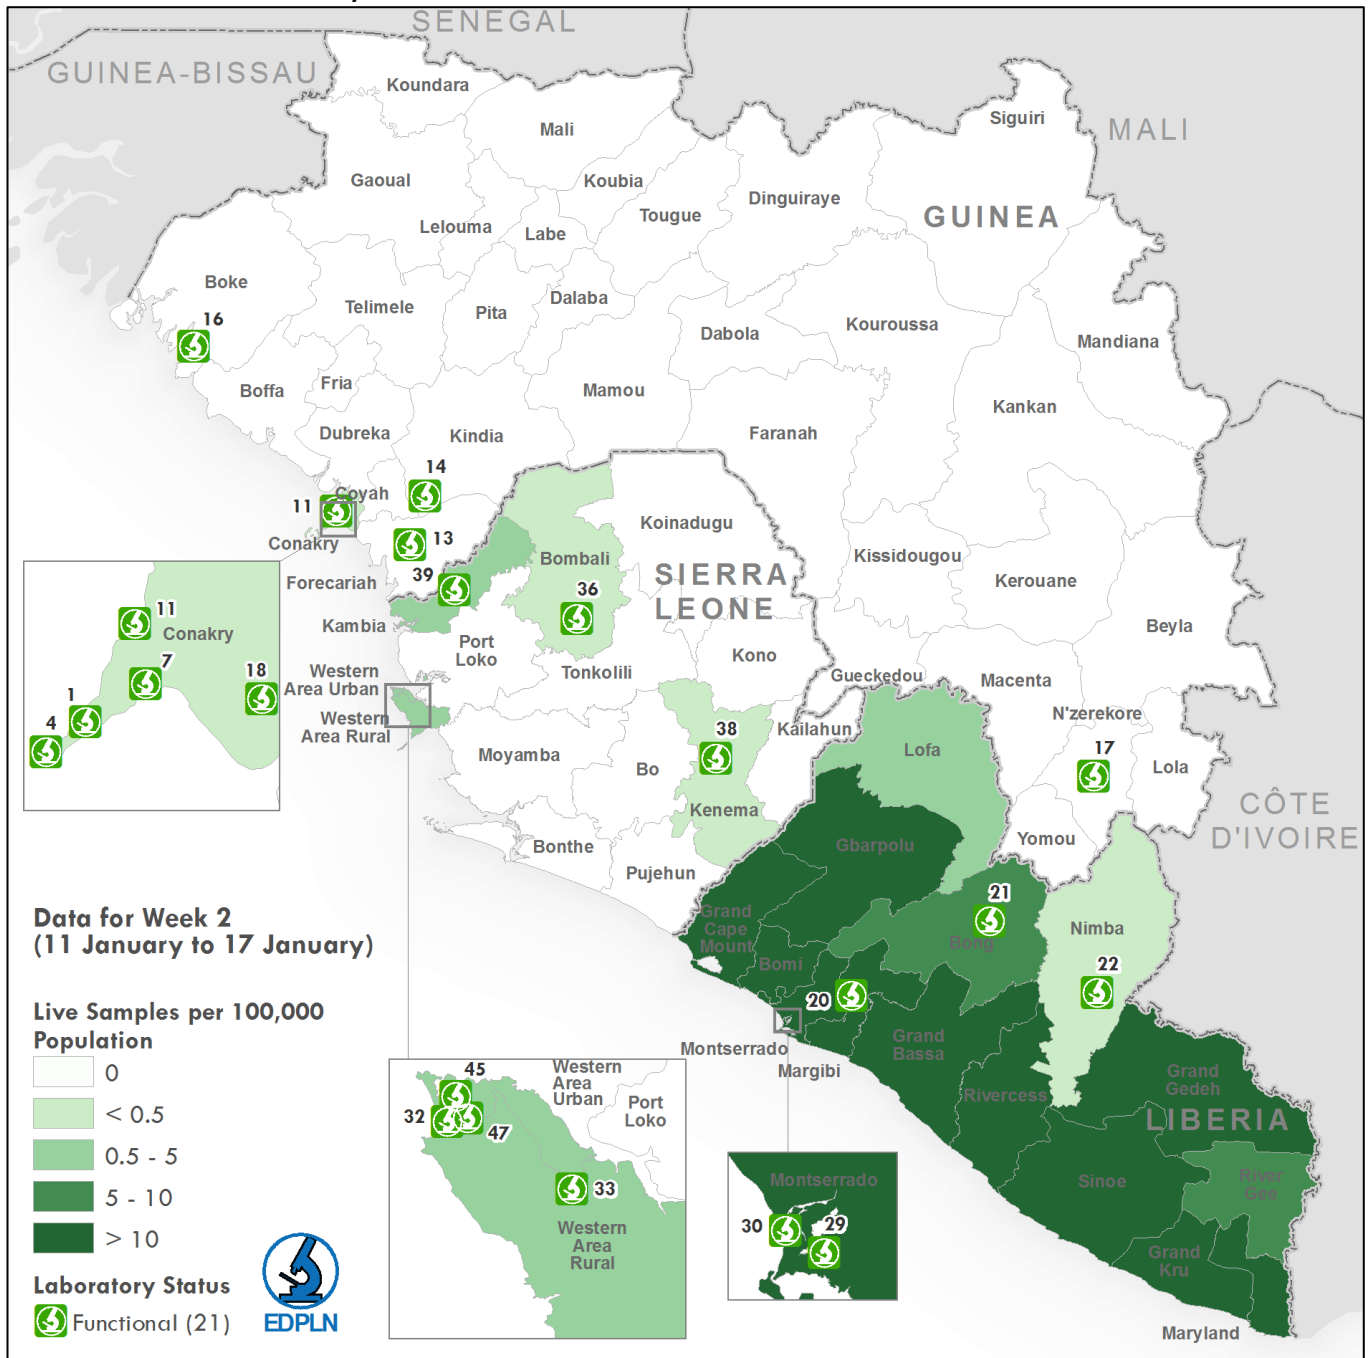 SENEGAL
GUINEA-BISSAU
Koundara
Siguiri
Mali
MALI
Gaoual
Koubia
Dinguiraye
Tougue
GUINEA
Lelouma
Labe
Boke
Dalaba
Telimele
Pita
16
Kouroussa
Dabola
Mandiana
Fria
Boffa
Mamou
Kankan
Dubreka
Kindia
Faranah
14
Coyah
11
Koinadugu
13
Conakry
Bombali
Kissidougou
39
Forecariah
SIERRA
LEONE
Kerouane
36
Kambia
Beyla
Port
Loko
Kono
Tonkolili
Western
Area Urban
Gueckedou
Macenta
Western
Area Rural
N'zerekore
38
Kailahun
17
Lofa
Moyamba
Bo
Lola
Kenema
CÔTE
D'IVOIRE
Bonthe
Gbarpolu
Yomou
Pujehun
21
Grand
Cape
Mount
Nimba
Bong
Bomi
22
20
Grand
Bassa
Montserrado
Margibi
Grand
Gedeh
Rivercess
LIBERIA
Sinoe
River
Gee
Grand
Kru
Maryland
11
Conakry
7
18
1
4
45
Western
Area
Urban
Port
Loko
32
47
33
Western
Area
Rural
Montserrado
30
29
Data for Week 2
(11 January to 17 January)
Live Samples per 100,000
Population
0
< 0.5
0.5 - 5
5 - 10
> 10
Laboratory Status
Functional (21)
EDPLN